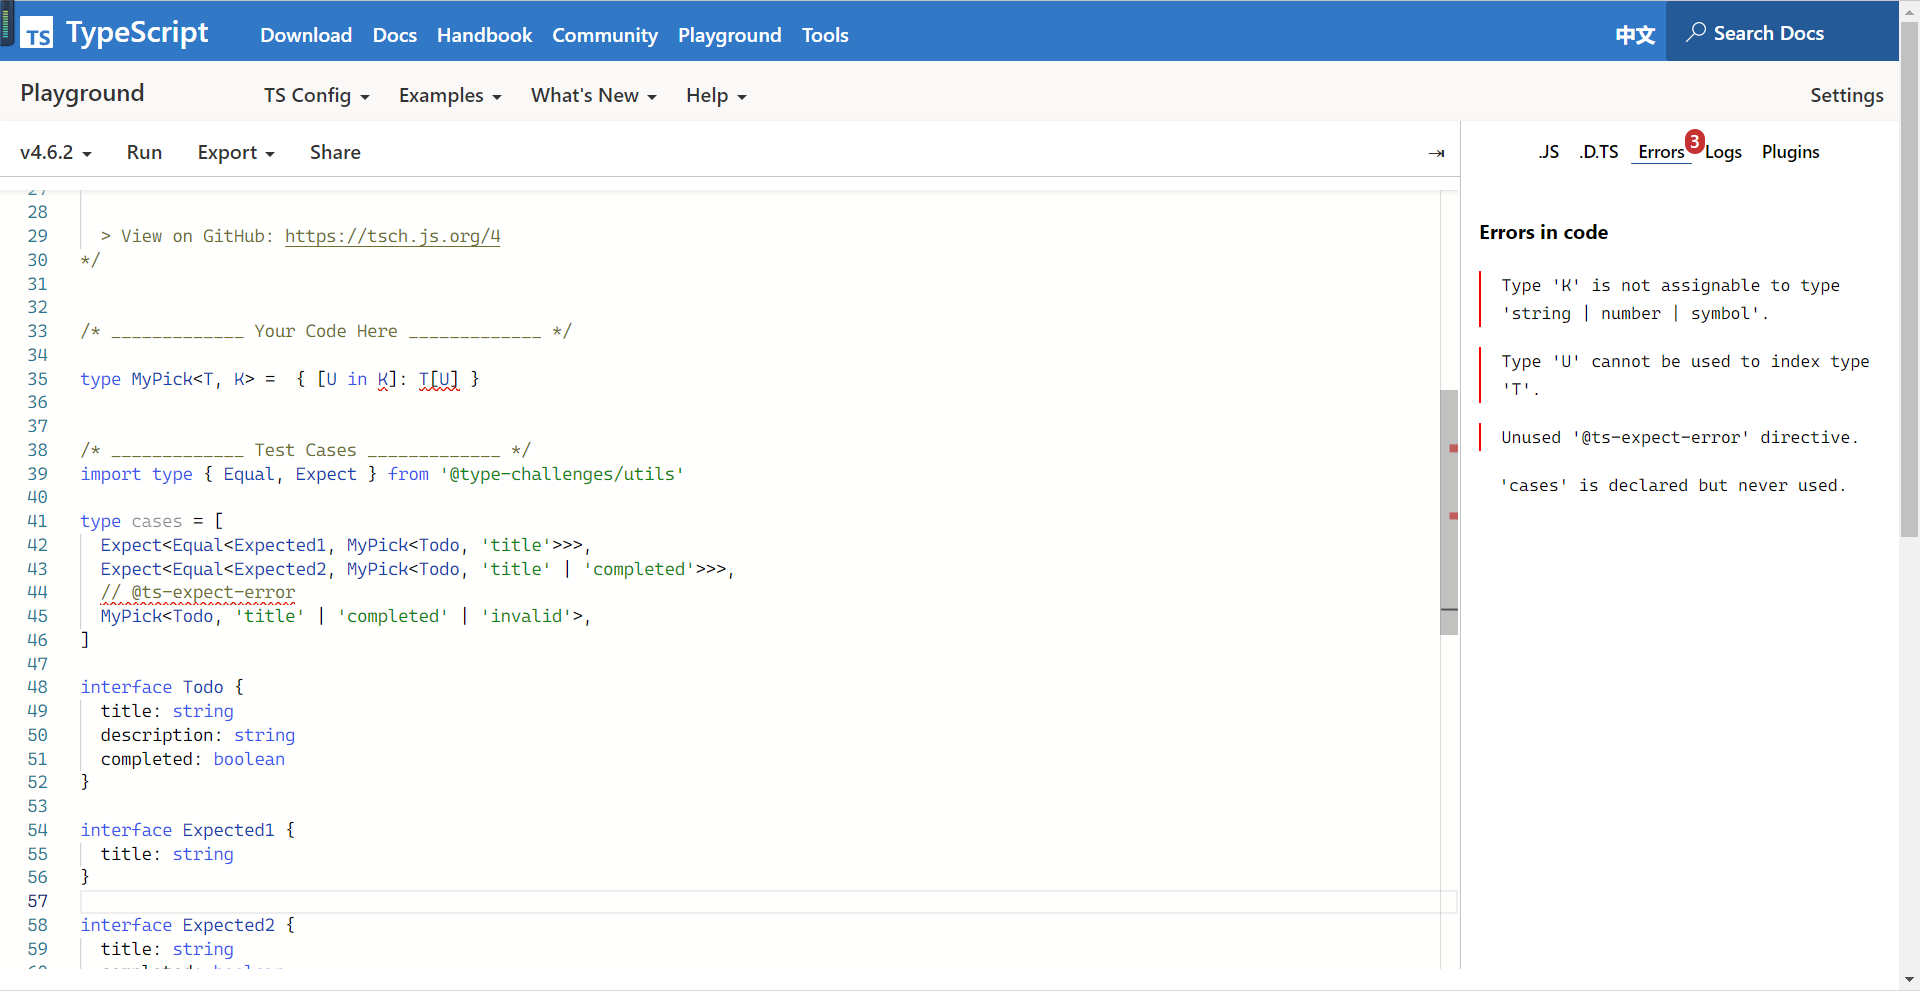 TS TypeScript Download Docs Handbook Community Playground Tools 中文 Search Docs
Playground TS Config Examples What's New Help Settings
v4.6.2 Run Export Share .JS .D.TS Errors 3 Logs Plugins
27
28
29 > View on GitHub: https://tsch.js.org/4
30 */
31
32
33 /* _____________ Your Code Here _____________ */
34
35 type MyPick<T, K> =  { [U in K]: T[U] }
36
37
38 /* _____________ Test Cases _____________ */
39 import type { Equal, Expect } from '@type-challenges/utils'
40
41 type cases = [
42 Expect<Equal<Expected1, MyPick<Todo, 'title'>>>,
43 Expect<Equal<Expected2, MyPick<Todo, 'title' | 'completed'>>>,
44 // @ts-expect-error
45 MyPick<Todo, 'title' | 'completed' | 'invalid'>,
46 ]
47
48 interface Todo {
49 title: string
50 description: string
51 completed: boolean
52 }
53
54 interface Expected1 {
55 title: string
56 }
57
58 interface Expected2 {
59 title: string
60 completed: boolean
Errors in code
Type 'K' is not assignable to type
'string | number | symbol'.
Type 'U' cannot be used to index type
'T'.
Unused '@ts-expect-error' directive.
'cases' is declared but never used.